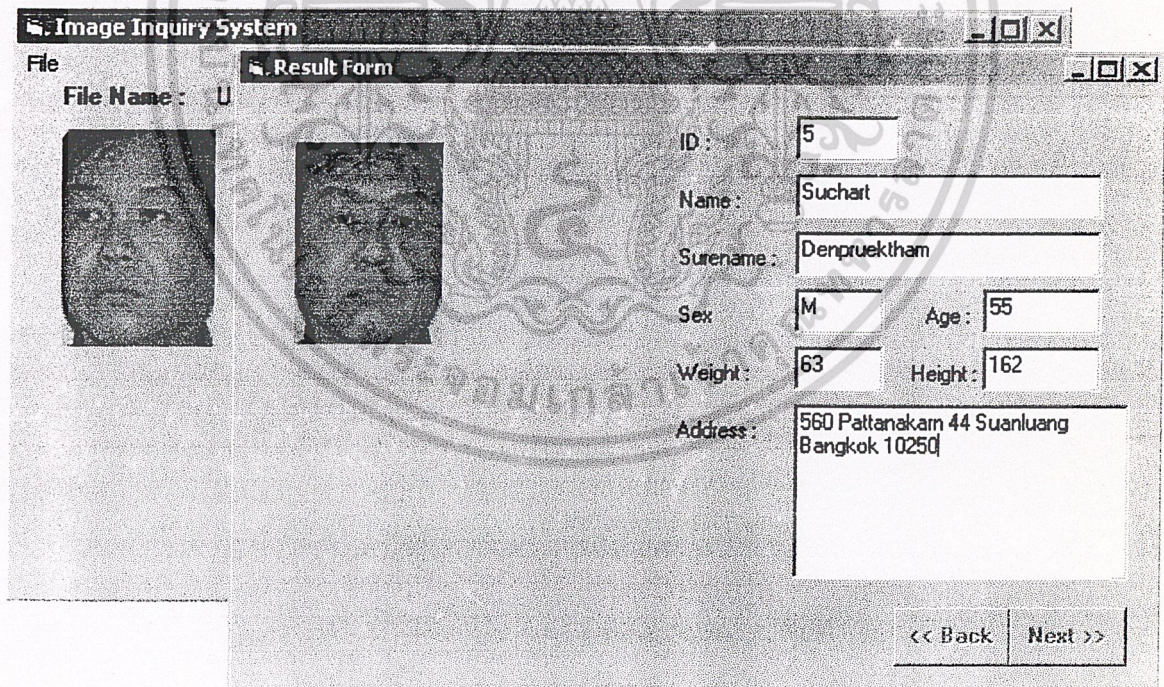 Image Inquiry System
File
File Name : U
Result Form
ID : 5
Name : Suchart
Surename : Denpruektham
Sex M Age : 55
Weight : 63 Height : 162
Address : 560 Pattanakarn 44 Suanluang
Bangkok 10250
<< Back Next >>